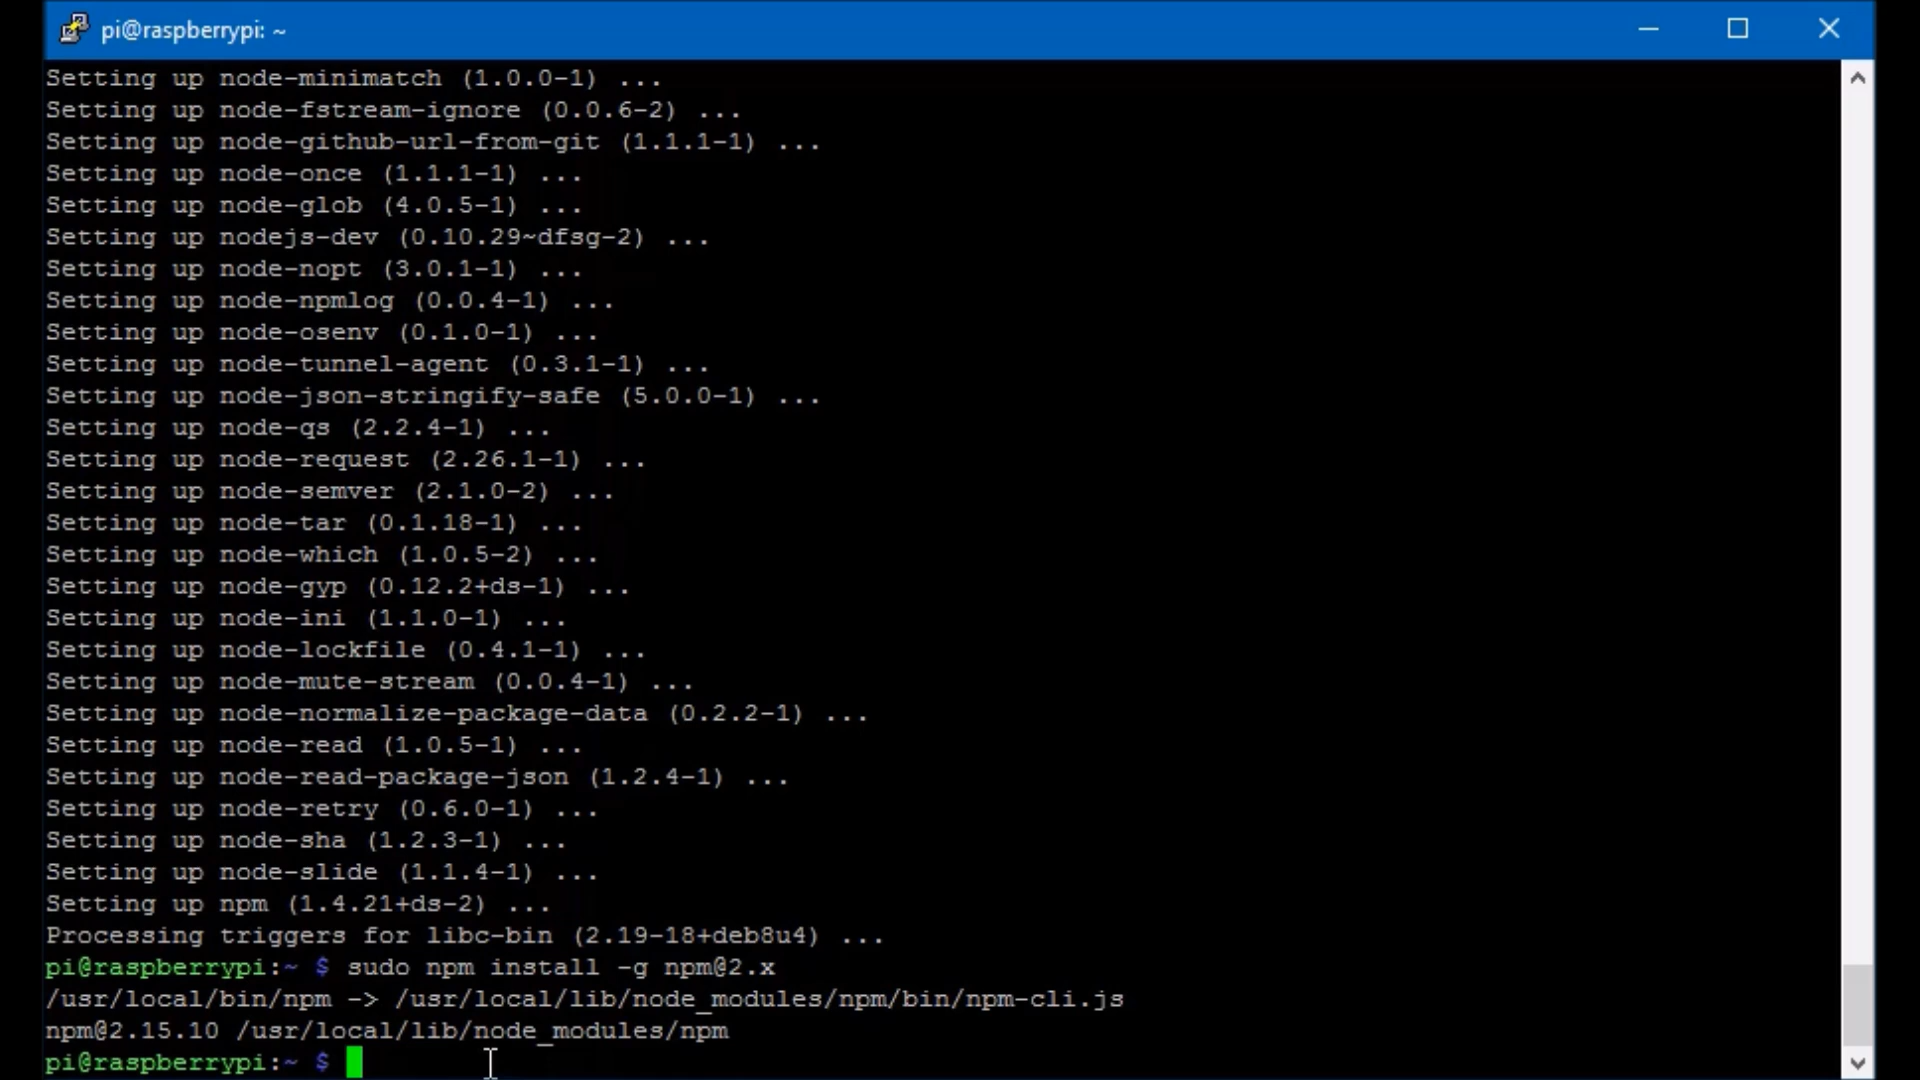 pi@raspberrypi: ~
Setting up node-minimatch (1.0.0-1) ...
Setting up node-fstream-ignore (0.0.6-2) ...
Setting up node-github-url-from-git (1.1.1-1) ...
Setting up node-once (1.1.1-1) ...
Setting up node-glob (4.0.5-1) ...
Setting up nodejs-dev (0.10.29~dfsg-2) ...
Setting up node-nopt (3.0.1-1) ...
Setting up node-npmlog (0.0.4-1) ...
Setting up node-osenv (0.1.0-1) ...
Setting up node-tunnel-agent (0.3.1-1) ...
Setting up node-json-stringify-safe (5.0.0-1) ...
Setting up node-qs (2.2.4-1) ...
Setting up node-request (2.26.1-1) ...
Setting up node-semver (2.1.0-2) ...
Setting up node-tar (0.1.18-1) ...
Setting up node-which (1.0.5-2) ...
Setting up node-gyp (0.12.2+ds-1) ...
Setting up node-ini (1.1.0-1) ...
Setting up node-lockfile (0.4.1-1) ...
Setting up node-mute-stream (0.0.4-1) ...
Setting up node-normalize-package-data (0.2.2-1) ...
Setting up node-read (1.0.5-1) ...
Setting up node-read-package-json (1.2.4-1) ...
Setting up node-retry (0.6.0-1) ...
Setting up node-sha (1.2.3-1) ...
Setting up node-slide (1.1.4-1) ...
Setting up npm (1.4.21+ds-2) ...
Processing triggers for libc-bin (2.19-18+deb8u4) ...
pi@raspberrypi:~ $ sudo npm install -g npm@2.x
/usr/local/bin/npm -> /usr/local/lib/node_modules/npm/bin/npm-cli.js
npm@2.15.10 /usr/local/lib/node_modules/npm
pi@raspberrypi:~ $